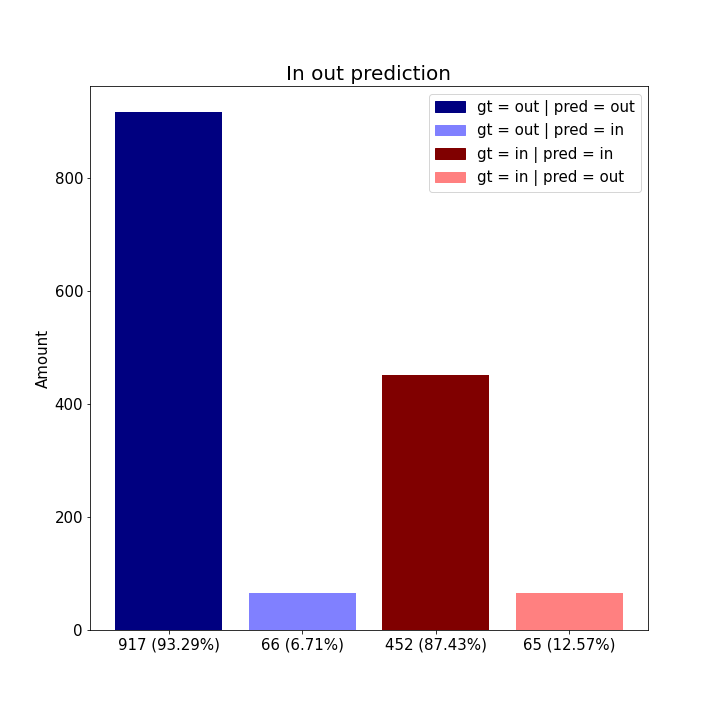 In out prediction
gt = out | pred = out
gt = out | pred = in
gt = in | pred = in
gt = in | pred = out
Amount
800
600
400
200
0
917 (93.29%)
66 (6.71%)
452 (87.43%)
65 (12.57%)